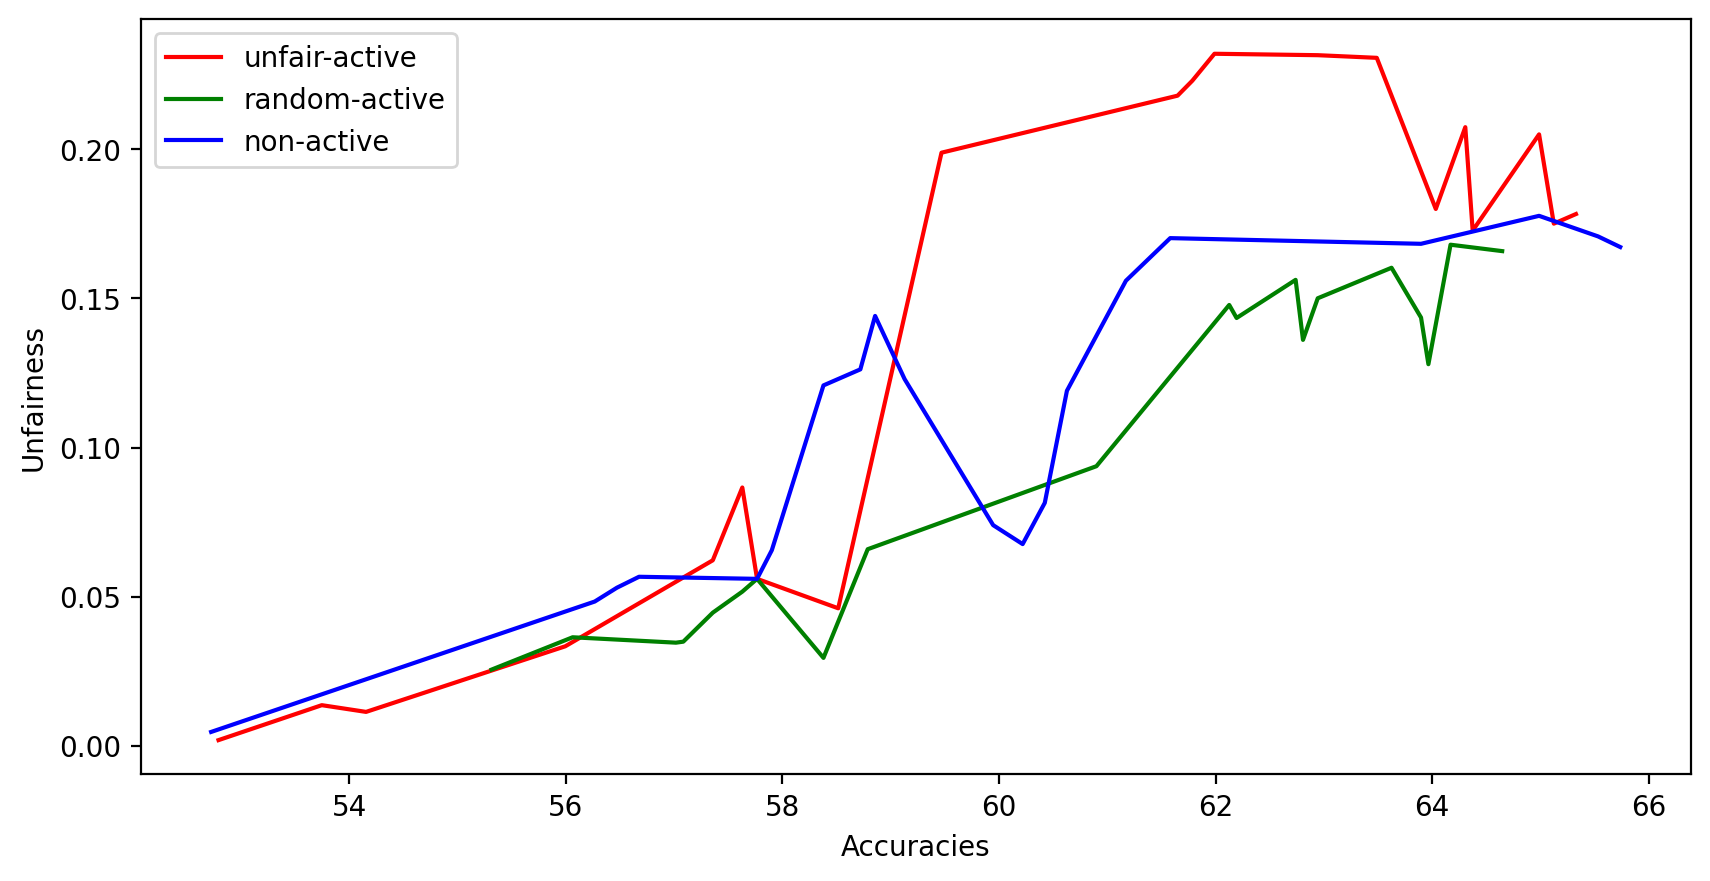 unfair-active
random-active
non-active
Unfairness
0.20
0.15
0.10
0.05
0.00
54 56 58 60 62 64 66
Accuracies